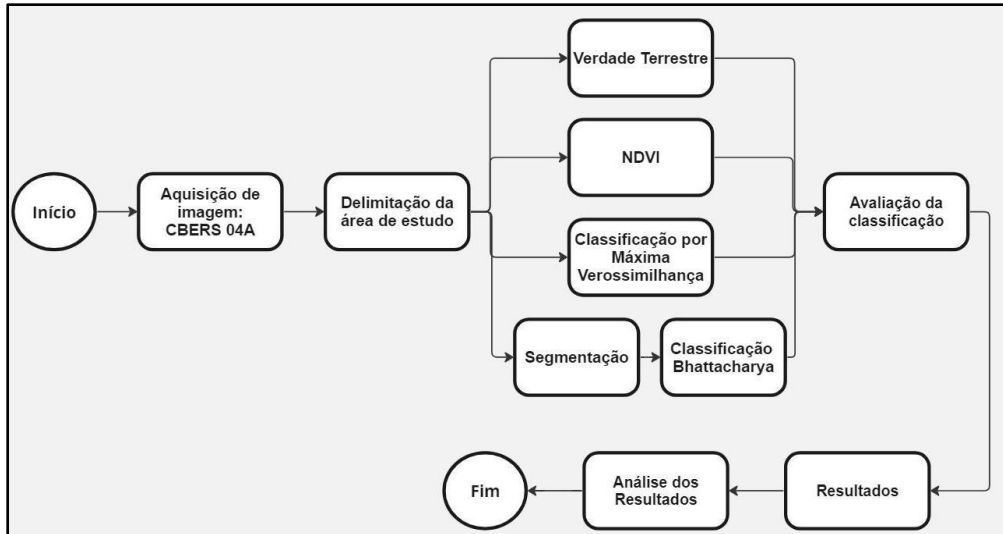 Início
Aquisição de
imagem:
CBERS 04A
Delimitação da
área de estudo
Verdade Terrestre
NDVI
Classificação por
Máxima
Verossimilhança
Segmentação
Classificação
Bhattacharya
Avaliação da
classificação
Resultados
Análise dos
Resultados
Fim